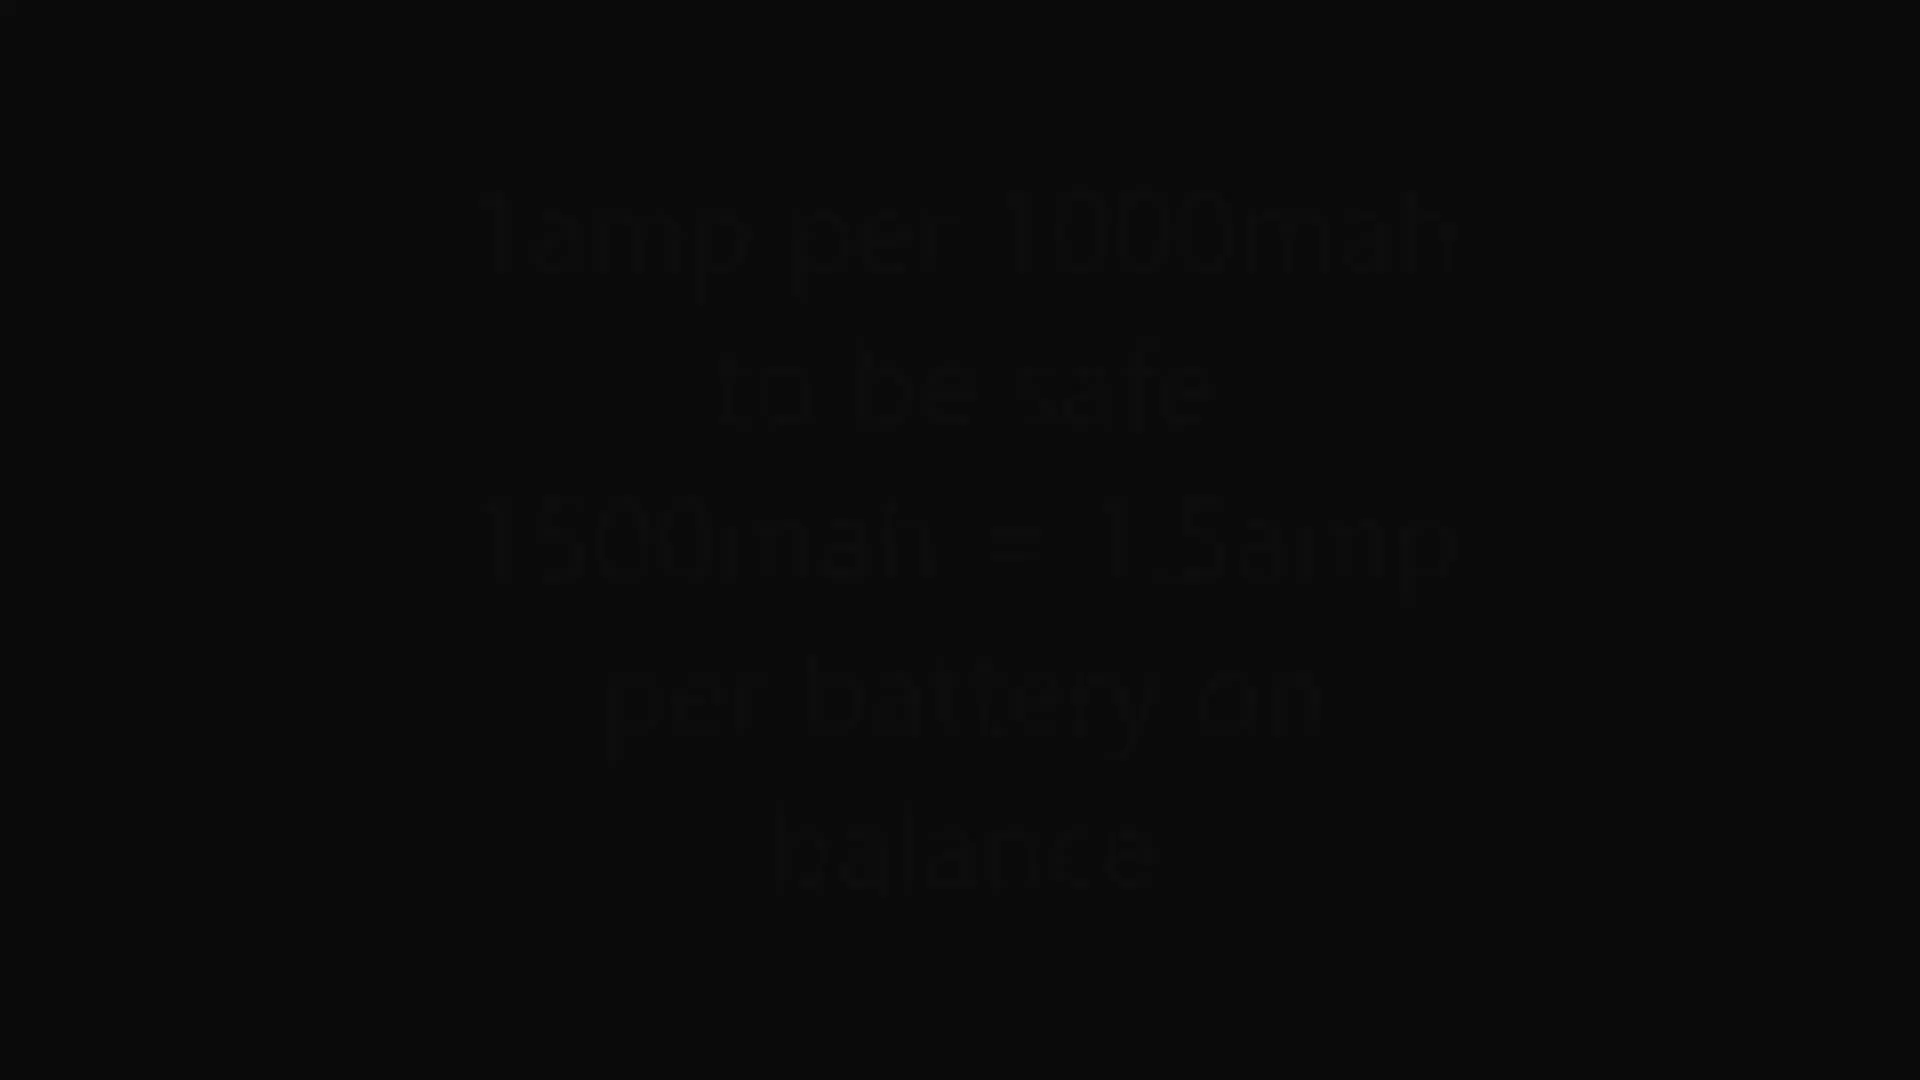 1amp per 1000mah
to be safe
1500mah = 1.5amp
per battery on
balance